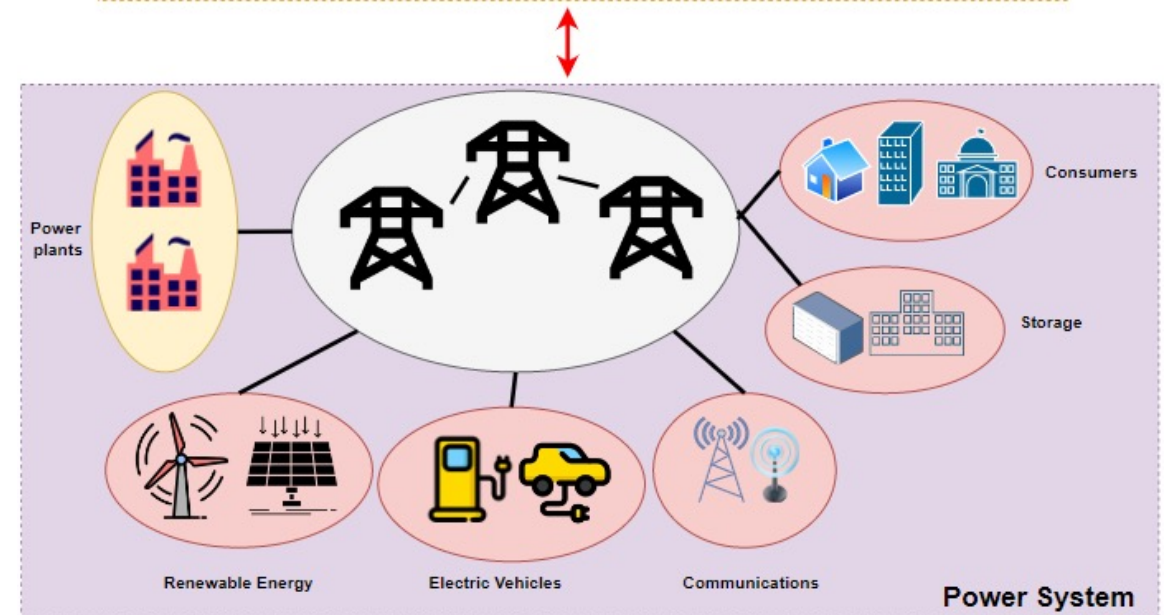 Power
plants
Consumers
Storage
Renewable Energy
Electric Vehicles
Communications
Power System